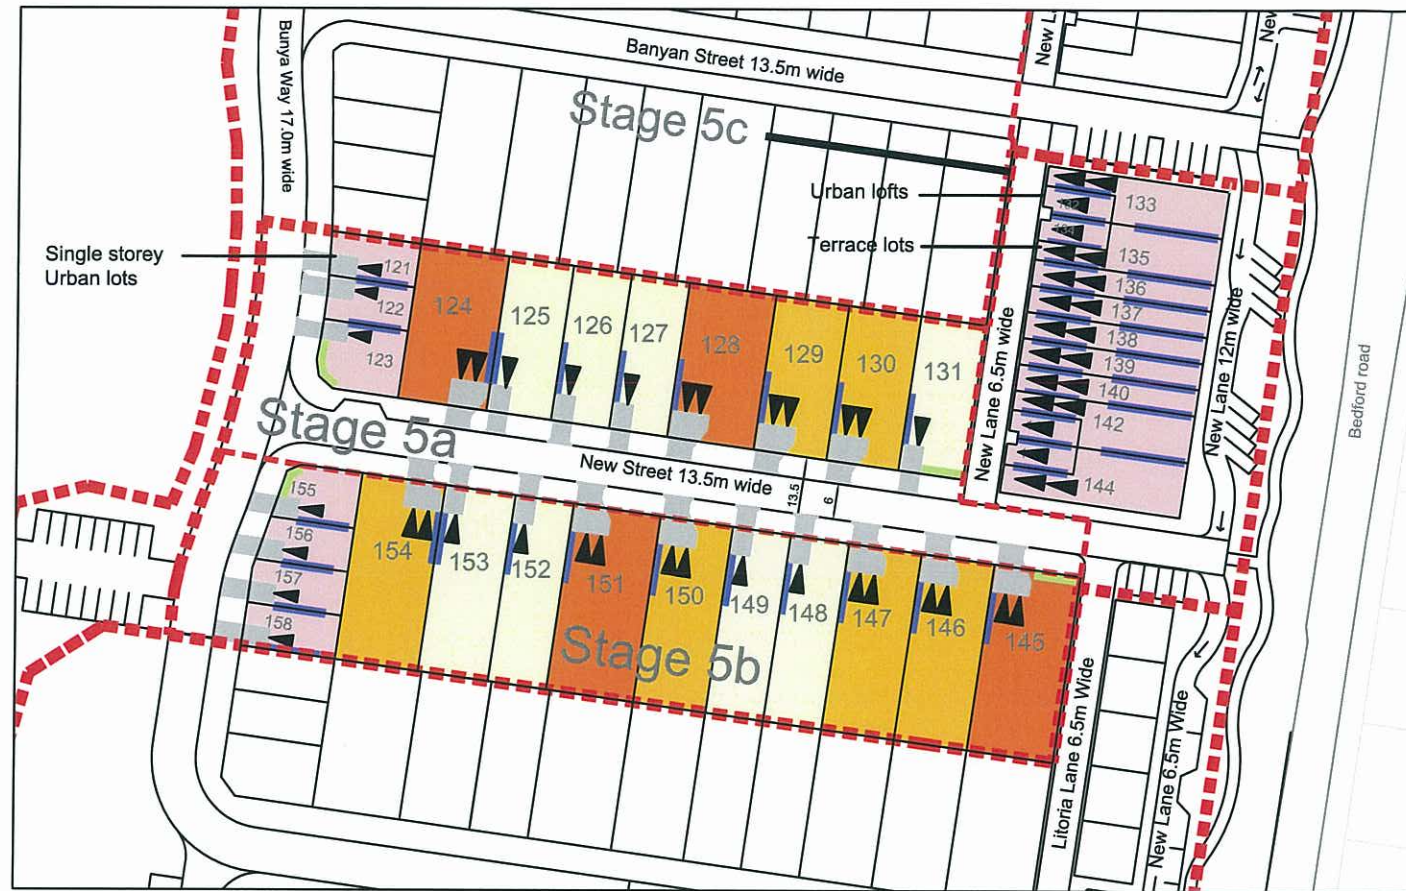 Bunya Way 17.0m wide
Banyan Street 13.5m wide
New L
New
Stage 5c
Urban lofts
Terrace lots
Single storey
Urban lots
121
122
123
124
125
126
127
128
129
130
131
132
133
134
135
136
137
138
139
140
142
144
New Lane 6.5m wide
New Lane 12m wide
Bedford road
Stage 5a
New Street 13.5m wide
13.5
6
155
156
157
158
154
153
152
151
150
149
148
147
146
145
Stage 5b
Litoria Lane 6.5m Wide
New Lane 6.5m Wide